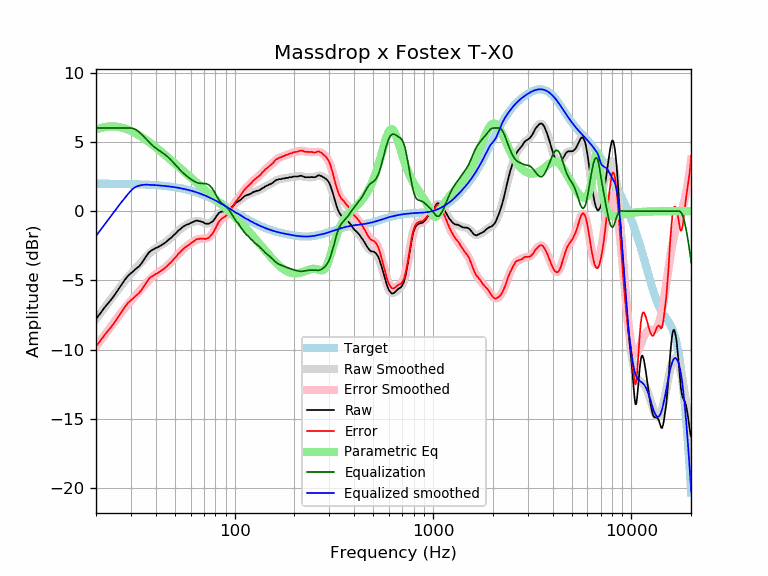 Massdrop x Fostex T-X0
10
5
0
−5
−10
−15
−20
Amplitude (dBr)
Target
Raw Smoothed
Error Smoothed
Raw
Error
Parametric Eq
Equalization
Equalized smoothed
100 1000 10000
Frequency (Hz)